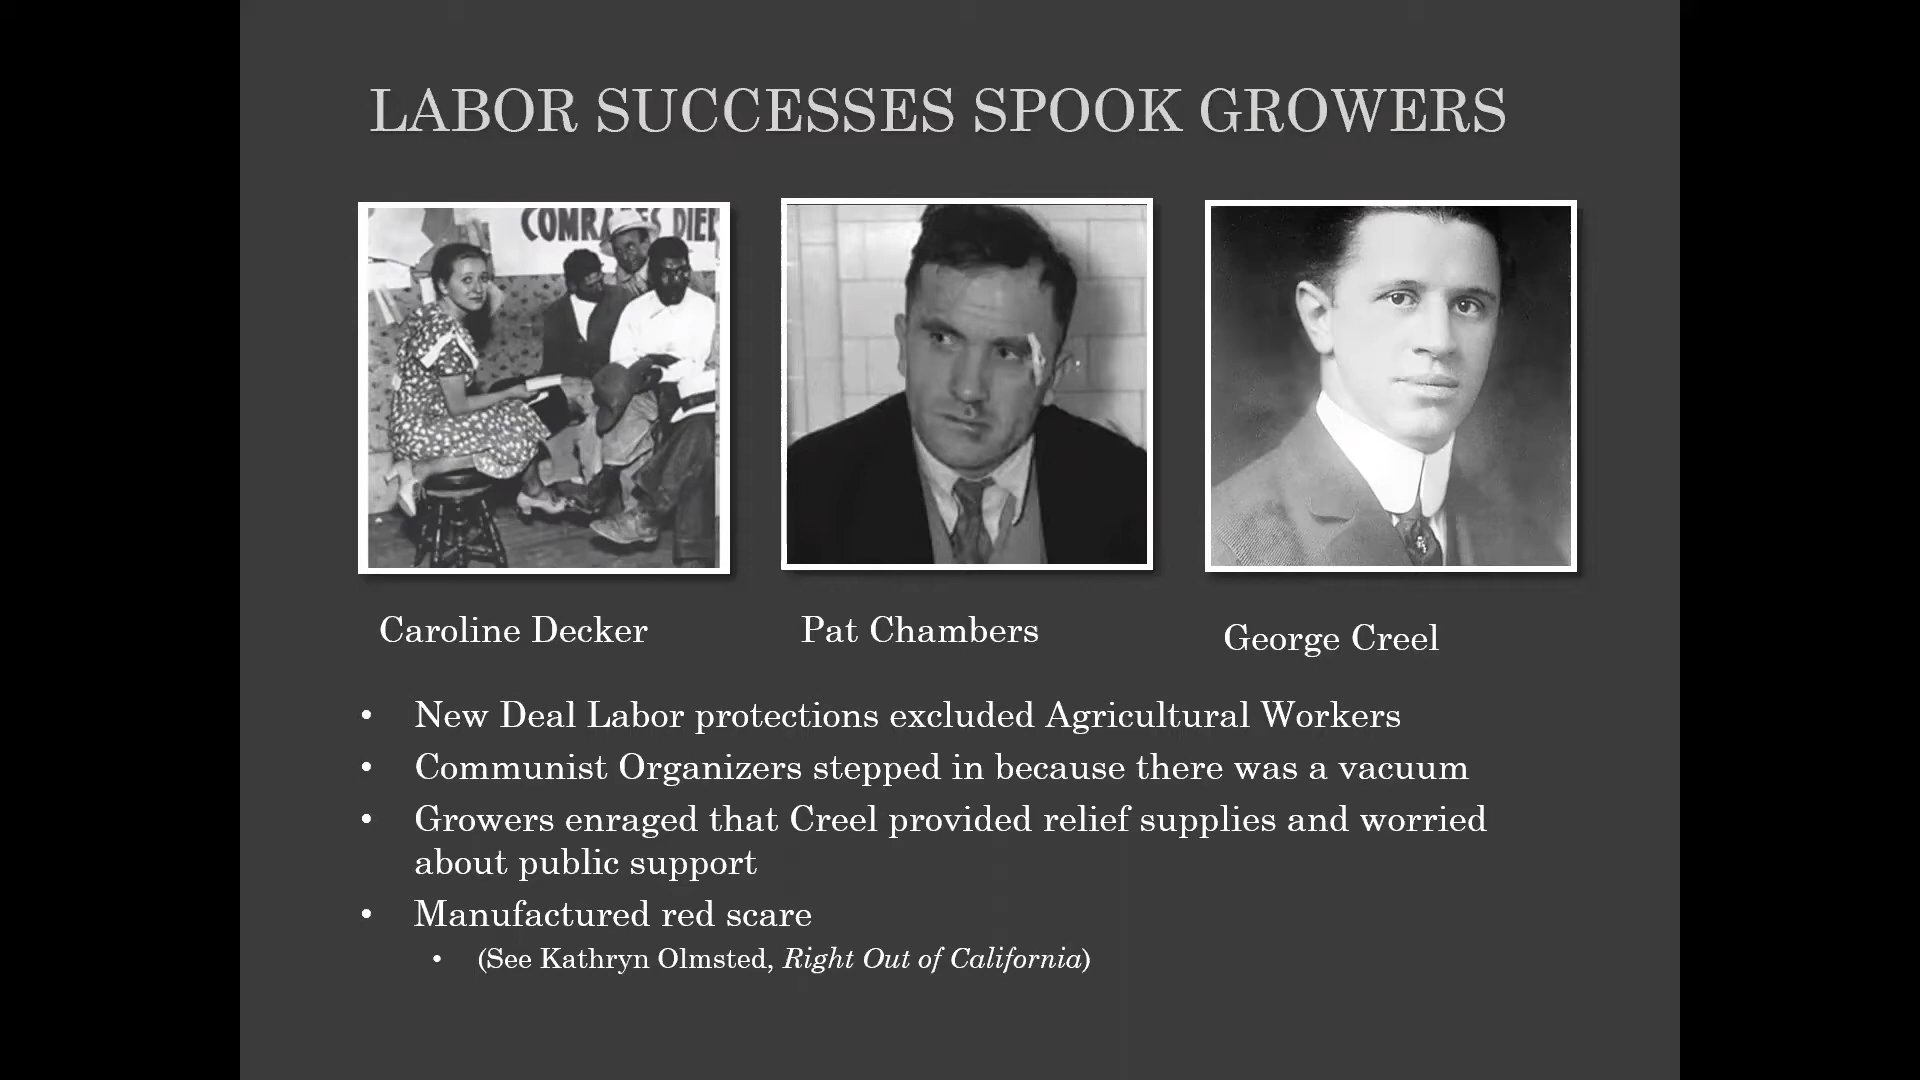 LABOR SUCCESSES SPOOK GROWERS
COMRADES DIED
Caroline Decker
Pat Chambers
George Creel
• New Deal Labor protections excluded Agricultural Workers
• Communist Organizers stepped in because there was a vacuum
• Growers enraged that Creel provided relief supplies and worried
about public support
• Manufactured red scare
• (See Kathryn Olmsted, Right Out of California)